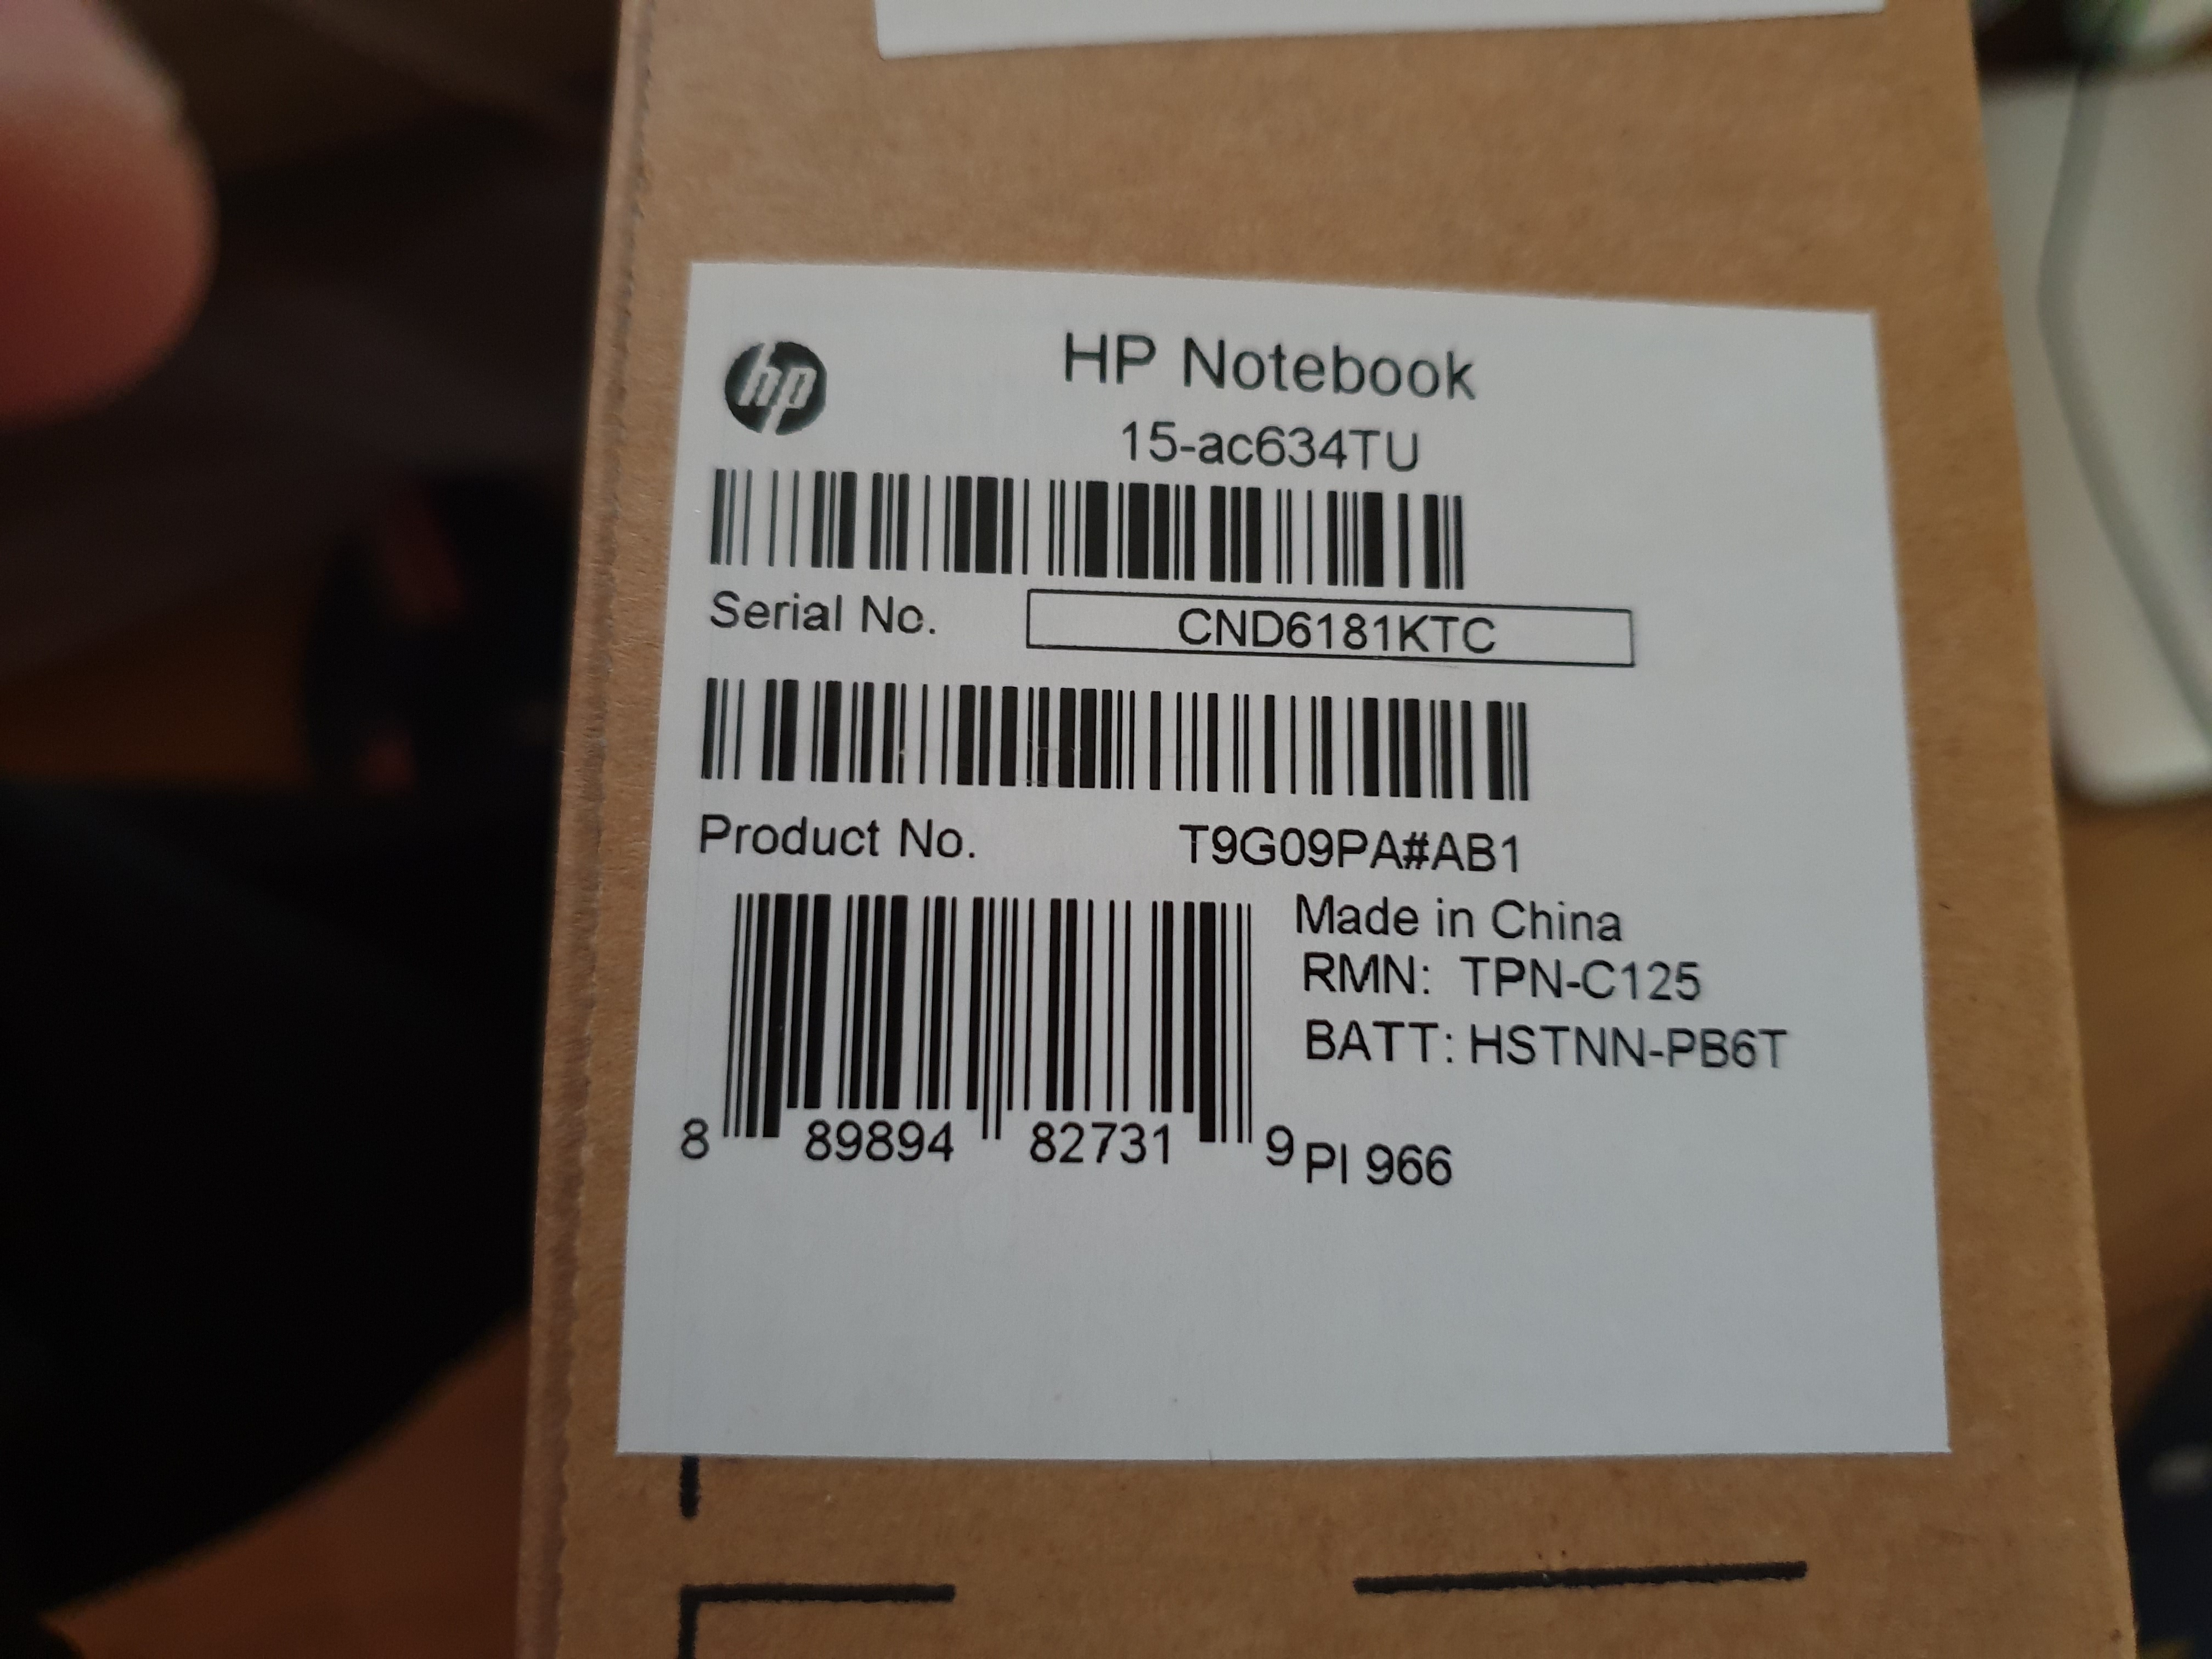 hp
HP Notebook
15-ac634TU
Serial No. CND6181KTC
Product No. T9G09PA#AB1
Made in China
RMN: TPN-C125
BATT: HSTNN-PB6T
8 89894 82731 9 PI 966